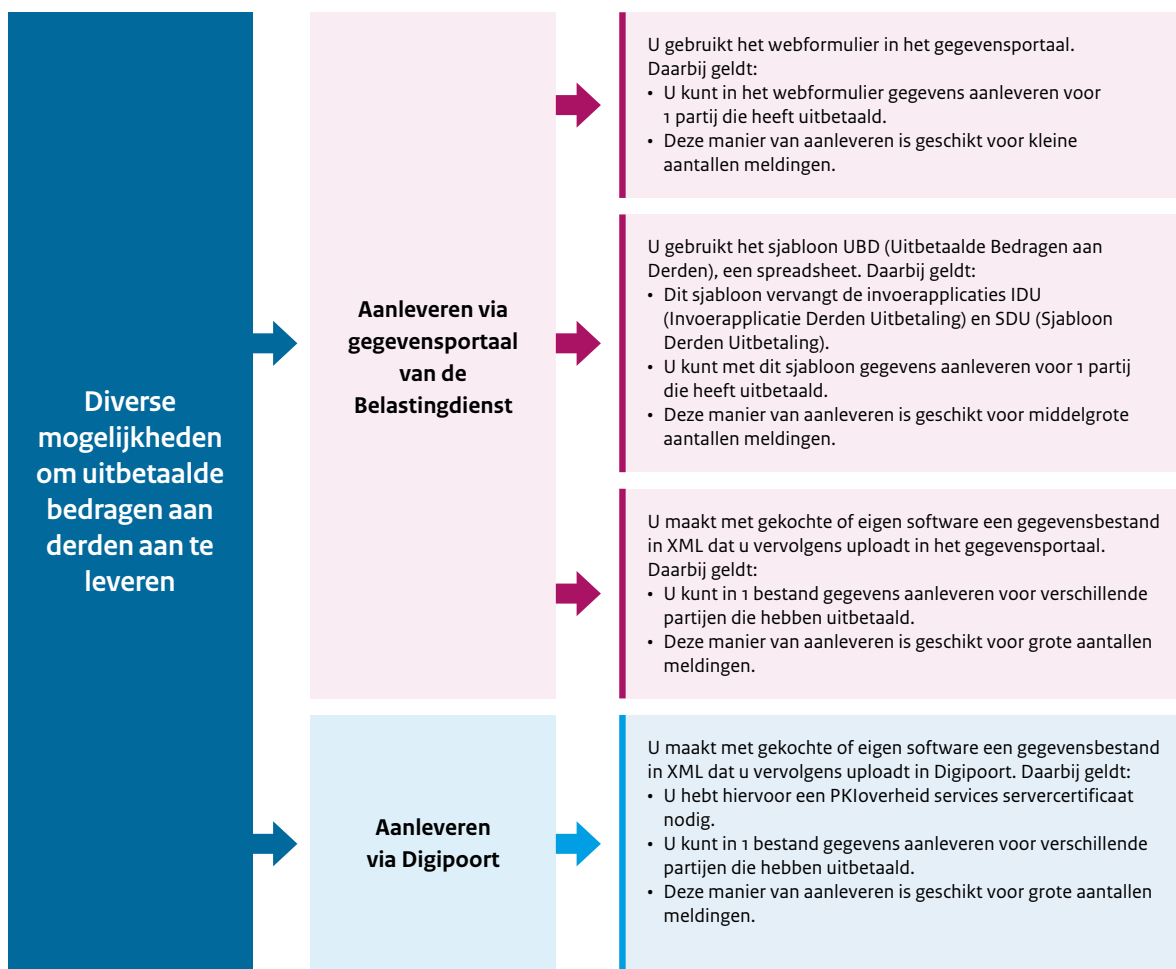 Diverse
mogelijkheden
om uitbetaalde
bedragen aan
derden aan te
leveren
Aanleveren via
gegevensportaal
van de
Belastingdienst
U gebruikt het webformulier in het gegevensportaal.
Daarbij geldt:
• U kunt in het webformulier gegevens aanleveren voor
1 partij die heeft uitbetaald.
• Deze manier van aanleveren is geschikt voor kleine
aantallen meldingen.
U gebruikt het sjabloon UBD (Uitbetaalde Bedragen aan
Derden), een spreadsheet. Daarbij geldt:
• Dit sjabloon vervangt de invoerapplicaties IDU
(Invoerapplicatie Derden Uitbetaling) en SDU (Sjabloon
Derden Uitbetaling).
• U kunt met dit sjabloon gegevens aanleveren voor 1 partij
die heeft uitbetaald.
• Deze manier van aanleveren is geschikt voor middelgrote
aantallen meldingen.
U maakt met gekochte of eigen software een gegevensbestand
in XML dat u vervolgens uploadt in het gegevensportaal.
Daarbij geldt:
• U kunt in 1 bestand gegevens aanleveren voor verschillende
partijen die hebben uitbetaald.
• Deze manier van aanleveren is geschikt voor grote aantallen
meldingen.
Aanleveren
via Digipoort
U maakt met gekochte of eigen software een gegevensbestand
in XML dat u vervolgens uploadt in Digipoort. Daarbij geldt:
• U hebt hiervoor een PKIoverheid services servercertificaat
nodig.
• U kunt in 1 bestand gegevens aanleveren voor verschillende
partijen die hebben uitbetaald.
• Deze manier van aanleveren is geschikt voor grote aantallen
meldingen.